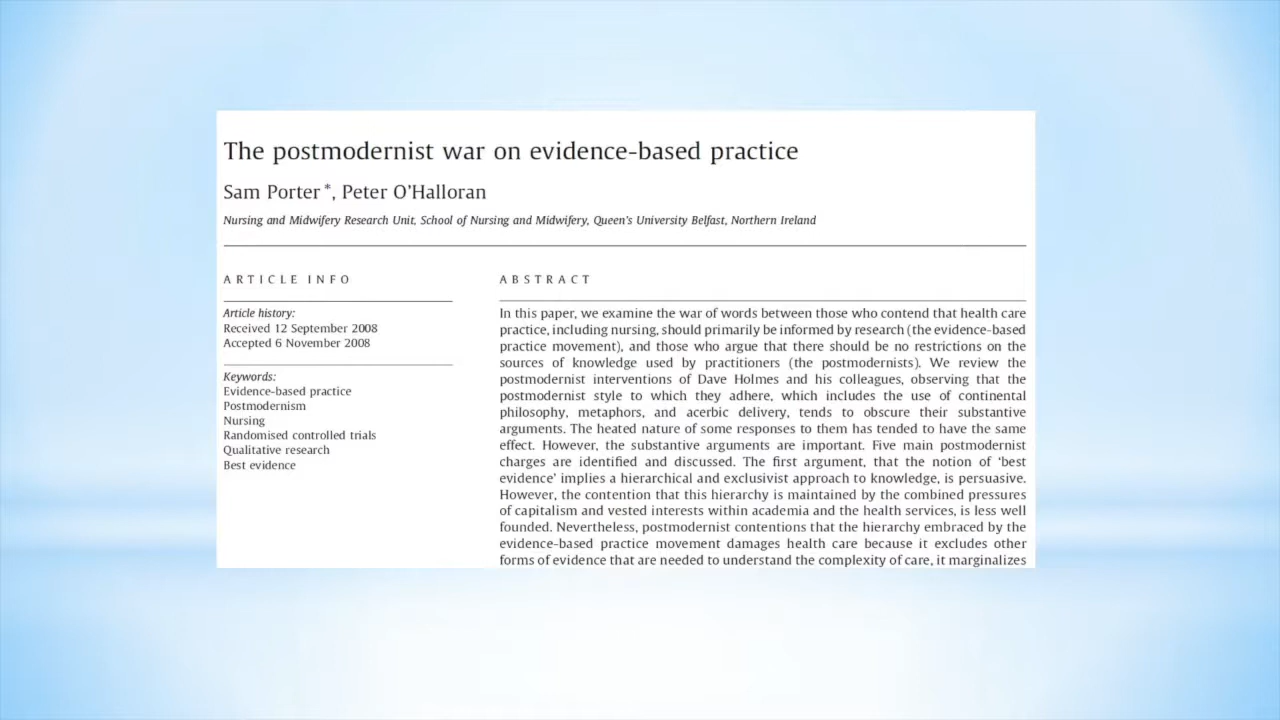 The postmodernist war on evidence-based practice
Sam Porter *, Peter O'Halloran
Nursing and Midwifery Research Unit, School of Nursing and Midwifery, Queen's University Belfast, Northern Ireland
ARTICLE INFO
Article history:
Received 12 September 2008
Accepted 6 November 2008
Keywords:
Evidence-based practice
Postmodernism
Nursing
Randomised controlled trials
Qualitative research
Best evidence
ABSTRACT
In this paper, we examine the war of words between those who contend that health care
practice, including nursing, should primarily be informed by research (the evidence-based
practice movement), and those who argue that there should be no restrictions on the
sources of knowledge used by practitioners (the postmodernists). We review the
postmodernist interventions of Dave Holmes and his colleagues, observing that the
postmodernist style to which they adhere, which includes the use of continental
philosophy, metaphors, and acerbic delivery, tends to obscure their substantive
arguments. The heated nature of some responses to them has tended to have the same
effect. However, the substantive arguments are important. Five main postmodernist
charges are identified and discussed. The first argument, that the notion of 'best
evidence' implies a hierarchical and exclusivist approach to knowledge, is persuasive.
However, the contention that this hierarchy is maintained by the combined pressures
of capitalism and vested interests within academia and the health services, is less well
founded. Nevertheless, postmodernist contentions that the hierarchy embraced by the
evidence-based practice movement damages health care because it excludes other
forms of evidence that are needed to understand the complexity of care, it marginalizes